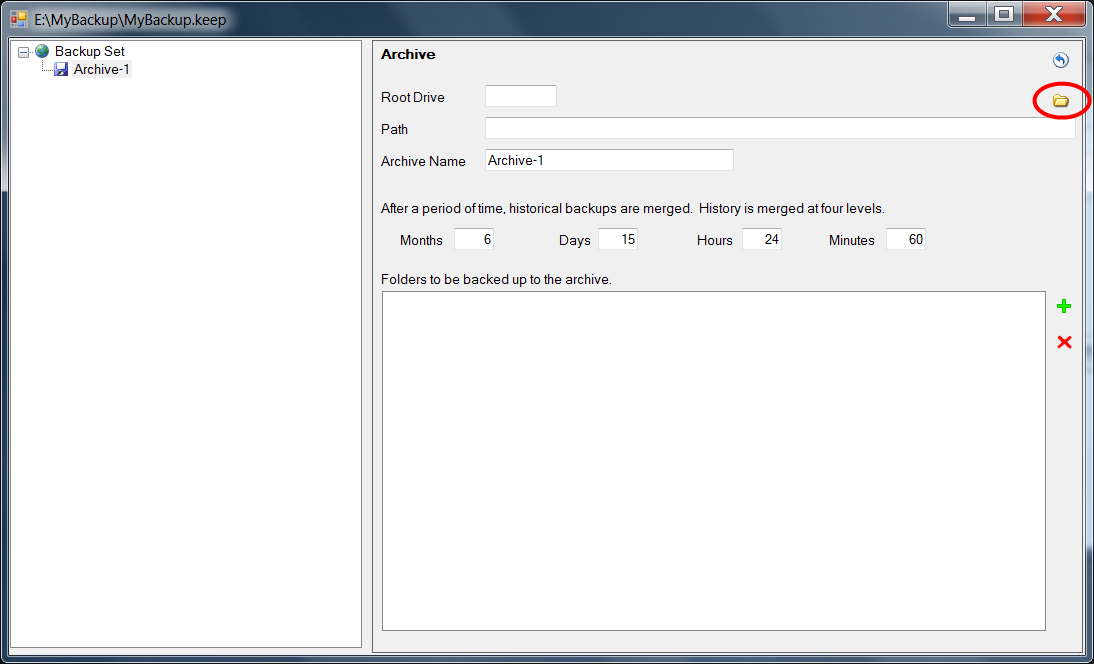 E:\MyBackup\MyBackup.keep
Backup Set
Archive-1
Archive
Root Drive
Path
Archive Name Archive-1
After a period of time, historical backups are merged.  History is merged at four levels.
Months 6 Days 15 Hours 24 Minutes 60
Folders to be backed up to the archive.